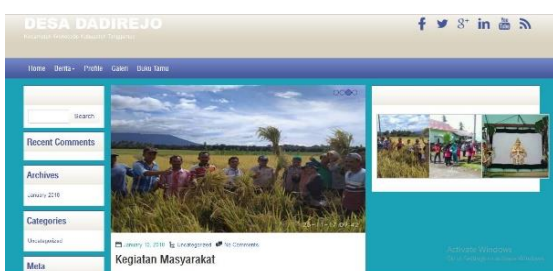 DESA DADIREJO
Home Berita Profile Galeri Buku Tamu
Search
Recent Comments
Archives
January 2018
Categories
Uncategorized
Meta
January 12, 2018 Uncategorized No Comments
Kegiatan Masyarakat
Activate Windows